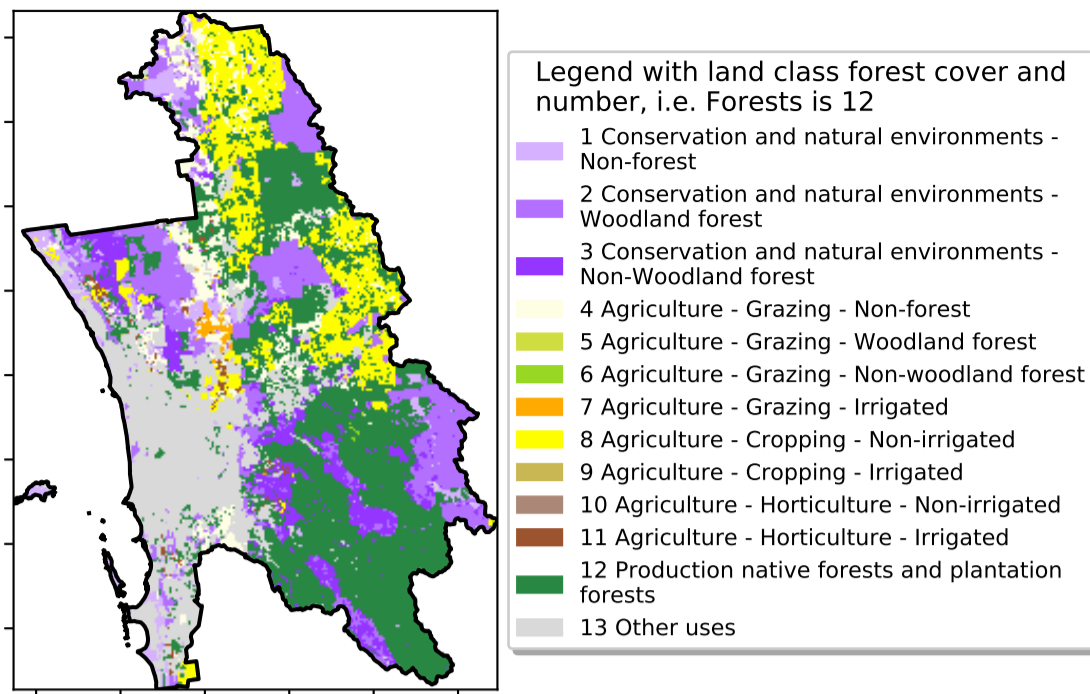 Legend with land class forest cover and
number, i.e. Forests is 12
1 Conservation and natural environments -
Non-forest
2 Conservation and natural environments -
Woodland forest
3 Conservation and natural environments -
Non-Woodland forest
4 Agriculture - Grazing - Non-forest
5 Agriculture - Grazing - Woodland forest
6 Agriculture - Grazing - Non-woodland forest
7 Agriculture - Grazing - Irrigated
8 Agriculture - Cropping - Non-irrigated
9 Agriculture - Cropping - Irrigated
10 Agriculture - Horticulture - Non-irrigated
11 Agriculture - Horticulture - Irrigated
12 Production native forests and plantation
forests
13 Other uses